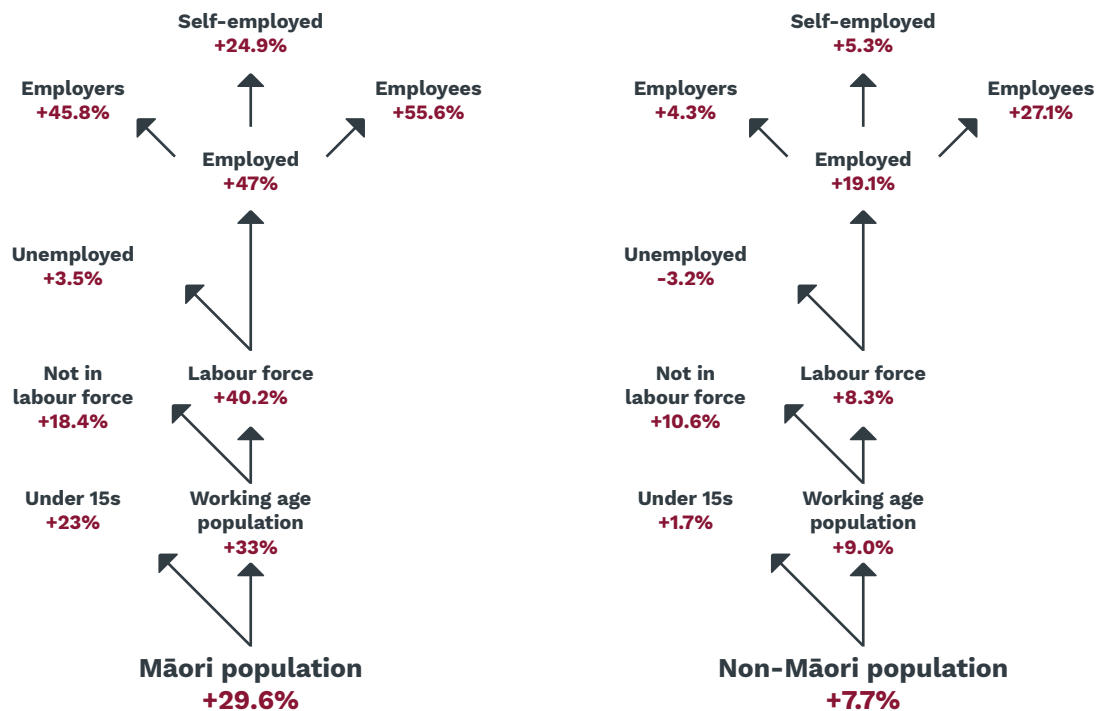 Self-employed
+24.9%
Employers
+45.8%
Employees
+55.6%
Employed
+47%
Unemployed
+3.5%
Not in
labour force
+18.4%
Labour force
+40.2%
Under 15s
+23%
Working age
population
+33%
Māori population
+29.6%
Self-employed
+5.3%
Employers
+4.3%
Employees
+27.1%
Employed
+19.1%
Unemployed
-3.2%
Not in
labour force
+10.6%
Labour force
+8.3%
Under 15s
+1.7%
Working age
population
+9.0%
Non-Māori population
+7.7%